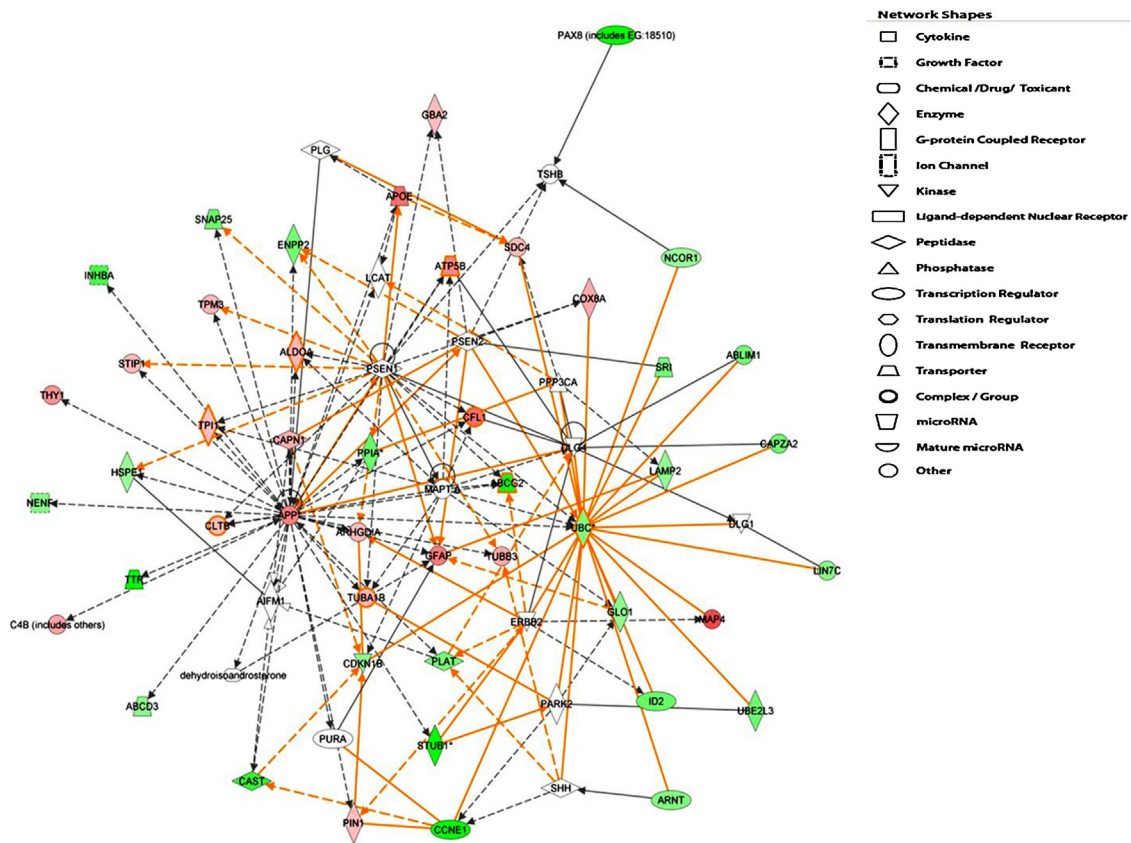 Network Shapes
Cytokine
Growth Factor
Chemical /Drug/ Toxicant
Enzyme
G-protein Coupled Receptor
Ion Channel
Kinase
Ligand-dependent Nuclear Receptor
Peptidase
Phosphatase
Transcription Regulator
Translation Regulator
Transmembrane Receptor
Transporter
Complex / Group
microRNA
Mature microRNA
Other
PAX8 (includes EG:18510)
GBA2
PLG
TSHB
APOE
SNAP25
ENPP2
SDC4
NCOR1
INHBA
LCAT
ATP5B
COX8A
TPM3
PSEN2
ALDOA
ABLIM1
STIP1
PSEN1
SRI
PPP3CA
THY1
TPI1
CFL1
CAPN1
DLG4
CAPZA2
PPIA*
HSPE1
LAMP2
MAPT
ABCG2
NENF
APP
CLTB
ARHGDIA
UBC*
DLG1
GFAP
TUBB3
LIN7C
TTR
AIFM1
TUBA1B
C4B (includes others)
ERBB2
GLO1
MAP4
CDKN1B
PLAT
dehydroisoandrosterone
ABCD3
PARK2
ID2
UBE2L3
PURA
STUB1*
CAST
SHH
ARNT
PIN1
CCNE1